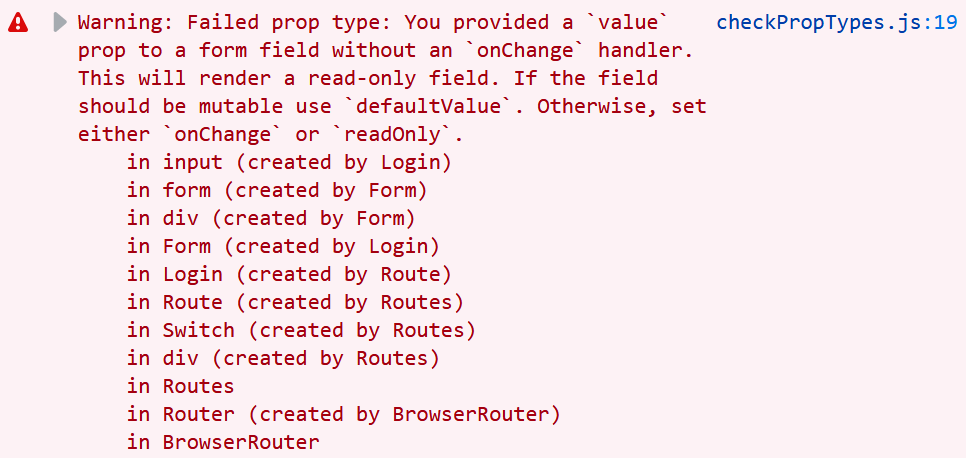 Warning: Failed prop type: You provided a `value` checkPropTypes.js:19
prop to a form field without an `onChange` handler.
This will render a read-only field. If the field
should be mutable use `defaultValue`. Otherwise, set
either `onChange` or `readOnly`.
    in input (created by Login)
    in form (created by Form)
    in div (created by Form)
    in Form (created by Login)
    in Login (created by Route)
    in Route (created by Routes)
    in Switch (created by Routes)
    in div (created by Routes)
    in Routes
    in Router (created by BrowserRouter)
    in BrowserRouter